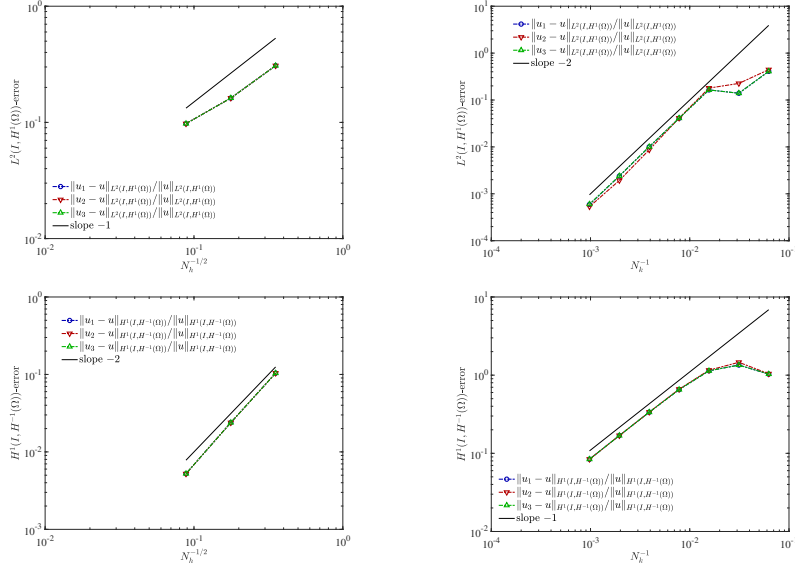 10^0
10^{-1}
10^{-2}
10^{-2} 10^{-1} 10^0
L^2(I, H^1(Ω))-error
N_h^{-1/2}
‖u_1 − u‖_{L^2(I,H^1(Ω))}/‖u‖_{L^2(I,H^1(Ω))}
‖u_2 − u‖_{L^2(I,H^1(Ω))}/‖u‖_{L^2(I,H^1(Ω))}
‖u_3 − u‖_{L^2(I,H^1(Ω))}/‖u‖_{L^2(I,H^1(Ω))}
slope −1
10^1
10^0
10^{-1}
10^{-2}
10^{-3}
10^{-4}
10^{-4} 10^{-3} 10^{-2} 10^{-1}
L^2(I, H^1(Ω))-error
N_k^{-1}
‖u_1 − u‖_{L^2(I,H^1(Ω))}/‖u‖_{L^2(I,H^1(Ω))}
‖u_2 − u‖_{L^2(I,H^1(Ω))}/‖u‖_{L^2(I,H^1(Ω))}
‖u_3 − u‖_{L^2(I,H^1(Ω))}/‖u‖_{L^2(I,H^1(Ω))}
slope −2
10^0
10^{-1}
10^{-2}
10^{-3}
10^{-2} 10^{-1} 10^0
H^1(I, H^{-1}(Ω))-error
N_h^{-1/2}
‖u_1 − u‖_{H^1(I,H^{-1}(Ω))}/‖u‖_{H^1(I,H^{-1}(Ω))}
‖u_2 − u‖_{H^1(I,H^{-1}(Ω))}/‖u‖_{H^1(I,H^{-1}(Ω))}
‖u_3 − u‖_{H^1(I,H^{-1}(Ω))}/‖u‖_{H^1(I,H^{-1}(Ω))}
slope −2
10^1
10^0
10^{-1}
10^{-2}
10^{-4} 10^{-3} 10^{-2} 10^{-1}
H^1(I, H^{-1}(Ω))-error
N_k^{-1}
‖u_1 − u‖_{H^1(I,H^{-1}(Ω))}/‖u‖_{H^1(I,H^{-1}(Ω))}
‖u_2 − u‖_{H^1(I,H^{-1}(Ω))}/‖u‖_{H^1(I,H^{-1}(Ω))}
‖u_3 − u‖_{H^1(I,H^{-1}(Ω))}/‖u‖_{H^1(I,H^{-1}(Ω))}
slope −1